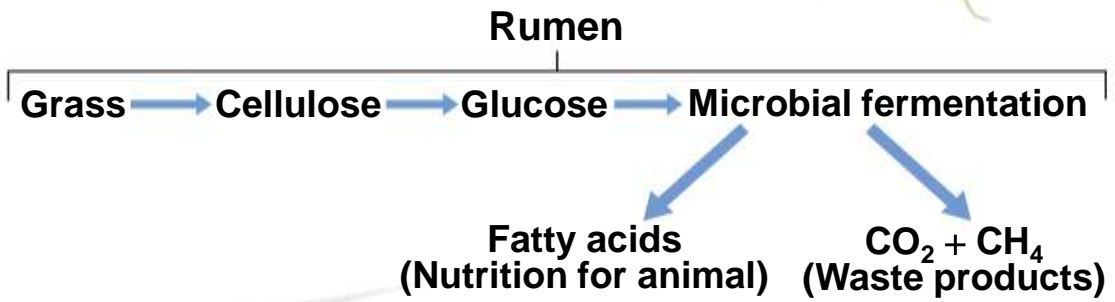 Rumen
Grass Cellulose Glucose Microbial fermentation
Fatty acids
(Nutrition for animal)
CO₂ + CH₄
(Waste products)